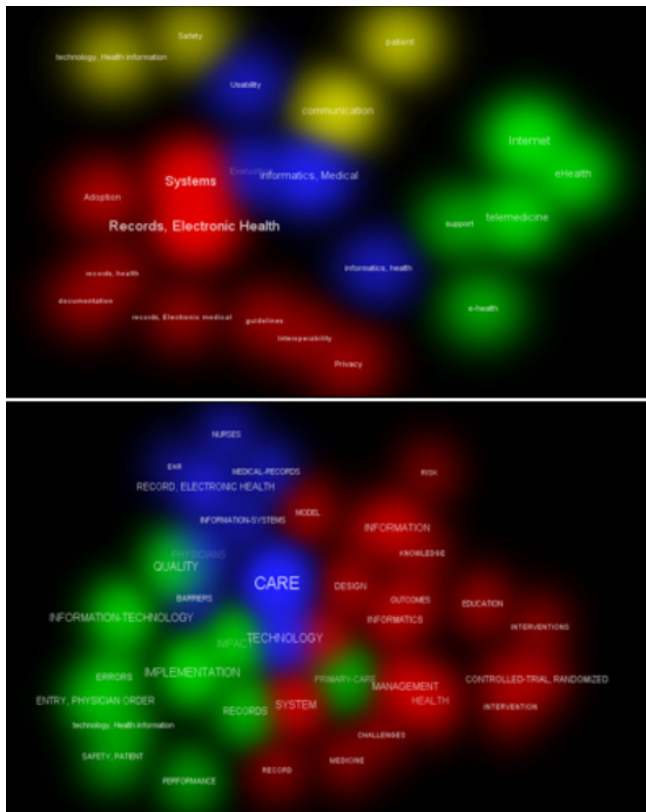 Safety
patient
technology, Health information
Usability
communication
Internet
Evaluation
informatics, Medical
eHealth
Systems
Adoption
telemedicine
support
Records, Electronic Health
informatics, health
records, health
documentation
e-health
records, Electronic medical
guidelines
Interoperability
Privacy
NURSES
EHR
MEDICAL-RECORDS
RISK
RECORD, ELECTRONIC HEALTH
MODEL
INFORMATION-SYSTEMS
INFORMATION
PHYSICIANS
KNOWLEDGE
QUALITY
CARE
DESIGN
BARRIERS
OUTCOMES
EDUCATION
INFORMATION-TECHNOLOGY
INFORMATICS
INTERVENTIONS
TECHNOLOGY
IMPACT
IMPLEMENTATION
ERRORS
PRIMARY-CARE
CONTROLLED-TRIAL, RANDOMIZED
MANAGEMENT
ENTRY, PHYSICIAN ORDER
HEALTH
SYSTEM
INTERVENTION
RECORDS
technology, Health information
CHALLENGES
SAFETY, PATIENT
MEDICINE
RECORD
PERFORMANCE